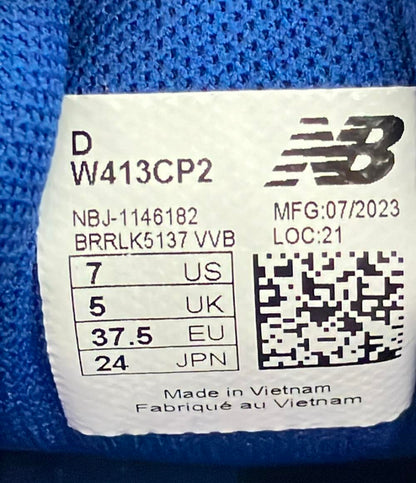 D
W413CP2
NB
NBJ-1146182
MFG:07/2023
BRRLK5137 VVB
LOC:21
7 US
5 UK
37.5 EU
24 JPN
Made in Vietnam
Fabriqué au Vietnam